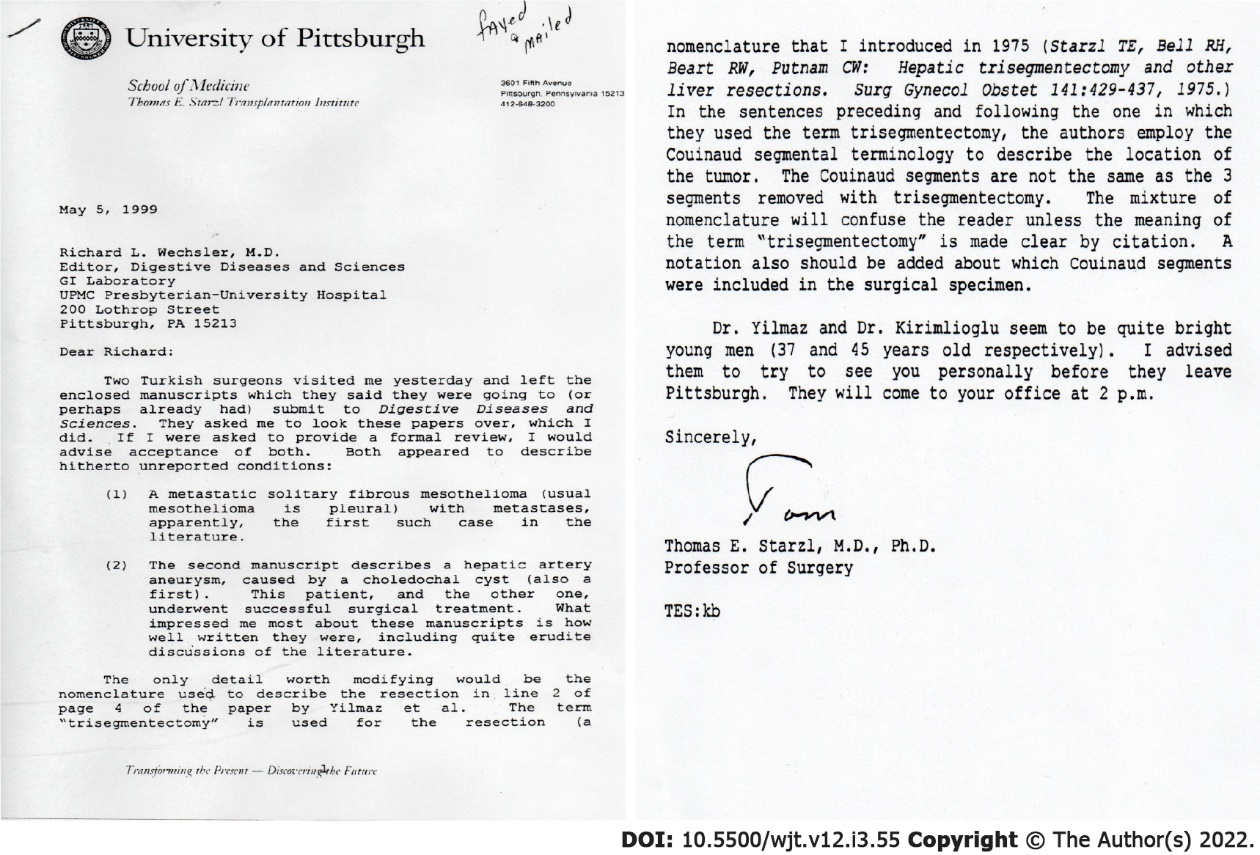 University of Pittsburgh
faxed
& mailed
School of Medicine
Thomas E. Starzl Transplantation Institute
3601 Fifth Avenue
Pittsburgh, Pennsylvania 15213
412-648-3200
May 5, 1999
Richard L. Wechsler, M.D.
Editor, Digestive Diseases and Sciences
GI Laboratory
UPMC Presbyterian-University Hospital
200 Lothrop Street
Pittsburgh, PA 15213
Dear Richard:
Two Turkish surgeons visited me yesterday and left the
enclosed manuscripts which they said they were going to (or
perhaps already had) submit to Digestive Diseases and
Sciences. They asked me to look these papers over, which I
did. If I were asked to provide a formal review, I would
advise acceptance of both. Both appeared to describe
hitherto unreported conditions:
(1) A metastatic solitary fibrous mesothelioma (usual
mesothelioma is pleural) with metastases,
apparently, the first such case in the
literature.
(2) The second manuscript describes a hepatic artery
aneurysm, caused by a choledochal cyst (also a
first). This patient, and the other one,
underwent successful surgical treatment. What
impressed me most about these manuscripts is how
well written they were, including quite erudite
discussions of the literature.
The only detail worth modifying would be the
nomenclature used to describe the resection in line 2 of
page 4 of the paper by Yilmaz et al. The term
"trisegmentectomy" is used for the resection (a
Transforming the Present — Discovering the Future
nomenclature that I introduced in 1975 (Starzl TE, Bell RH,
Beart RW, Putnam CW: Hepatic trisegmentectomy and other
liver resections. Surg Gynecol Obstet 141:429-437, 1975.)
In the sentences preceding and following the one in which
they used the term trisegmentectomy, the authors employ the
Couinaud segmental terminology to describe the location of
the tumor. The Couinaud segments are not the same as the 3
segments removed with trisegmentectomy. The mixture of
nomenclature will confuse the reader unless the meaning of
the term "trisegmentectomy" is made clear by citation. A
notation also should be added about which Couinaud segments
were included in the surgical specimen.
Dr. Yilmaz and Dr. Kirimlioglu seem to be quite bright
young men (37 and 45 years old respectively). I advised
them to try to see you personally before they leave
Pittsburgh. They will come to your office at 2 p.m.
Sincerely,
Tom
Thomas E. Starzl, M.D., Ph.D.
Professor of Surgery
TES:kb
DOI: 10.5500/wjt.v12.i3.55 Copyright © The Author(s) 2022.